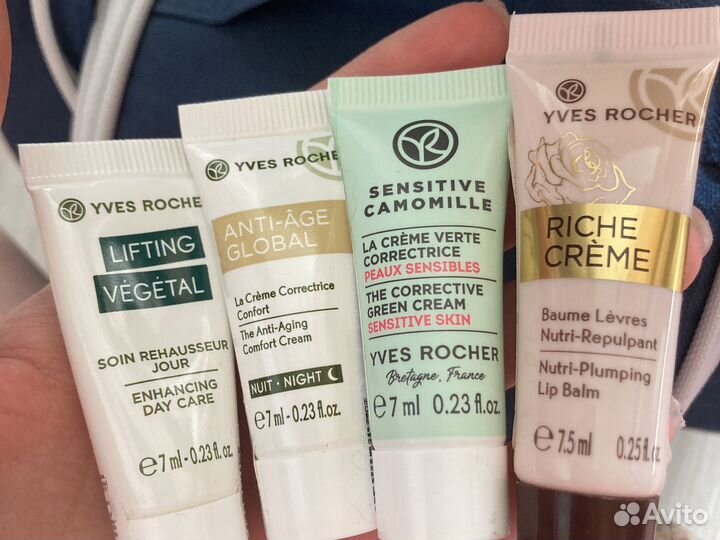 YVES ROCHER
LIFTING
VÉGÉTAL
SOIN REHAUSSEUR
JOUR
ENHANCING
DAY CARE
e7 ml - 0.23 fl.oz.
YVES ROCHER
ANTI-ÂGE
GLOBAL
La Crème Correctrice
Confort
The Anti-Aging
Comfort Cream
NUIT · NIGHT
e7 ml - 0.23 fl.oz.
SENSITIVE
CAMOMILLE
LA CRÈME VERTE
CORRECTRICE
PEAUX SENSIBLES
THE CORRECTIVE
GREEN CREAM
SENSITIVE SKIN
YVES ROCHER
Bretagne, France
e7 ml 0.23 fl.oz.
YVES ROCHER
RICHE
CRÈME
Baume Lèvres
Nutri-Repulpant
Nutri-Plumping
Lip Balm
e 7.5 ml 0.25 fl.oz.
Avito